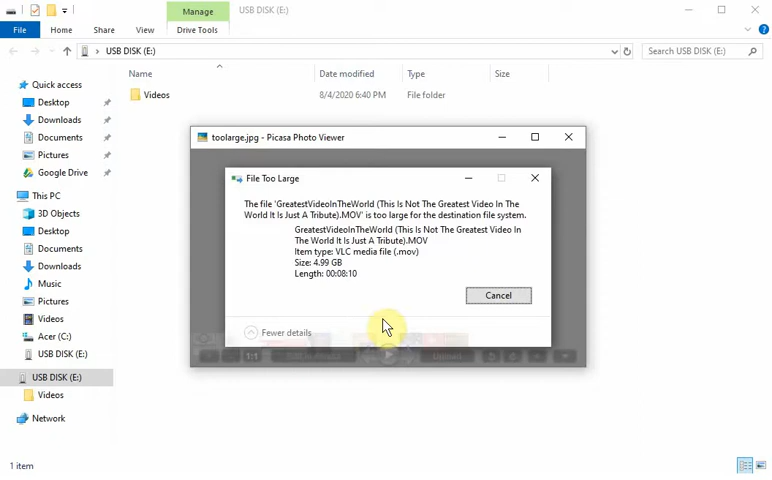 Manage
USB DISK (E:)
File
Home
Share
View
Drive Tools
USB DISK (E:)
Search USB DISK (E:)
Name
Date modified
Type
Size
Quick access
Desktop
Downloads
Documents
Pictures
Google Drive
This PC
3D Objects
Desktop
Documents
Downloads
Music
Pictures
Videos
Acer (C:)
USB DISK (E:)
USB DISK (E:)
Videos
Network
Videos
8/4/2020 6:40 PM
File folder
toolarge.jpg - Picasa Photo Viewer
File Too Large
The file 'GreatestVideoInTheWorld (This Is Not The Greatest Video In The
World It Is Just A Tribute).MOV' is too large for the destination file system.
GreatestVideoInTheWorld (This Is Not The Greatest Video In
The World It Is Just A Tribute).MOV
Item type: VLC media file (.mov)
Size: 4.99 GB
Length: 00:08:10
Cancel
Fewer details
1:1
Edit in Picasa
Upload
1 item